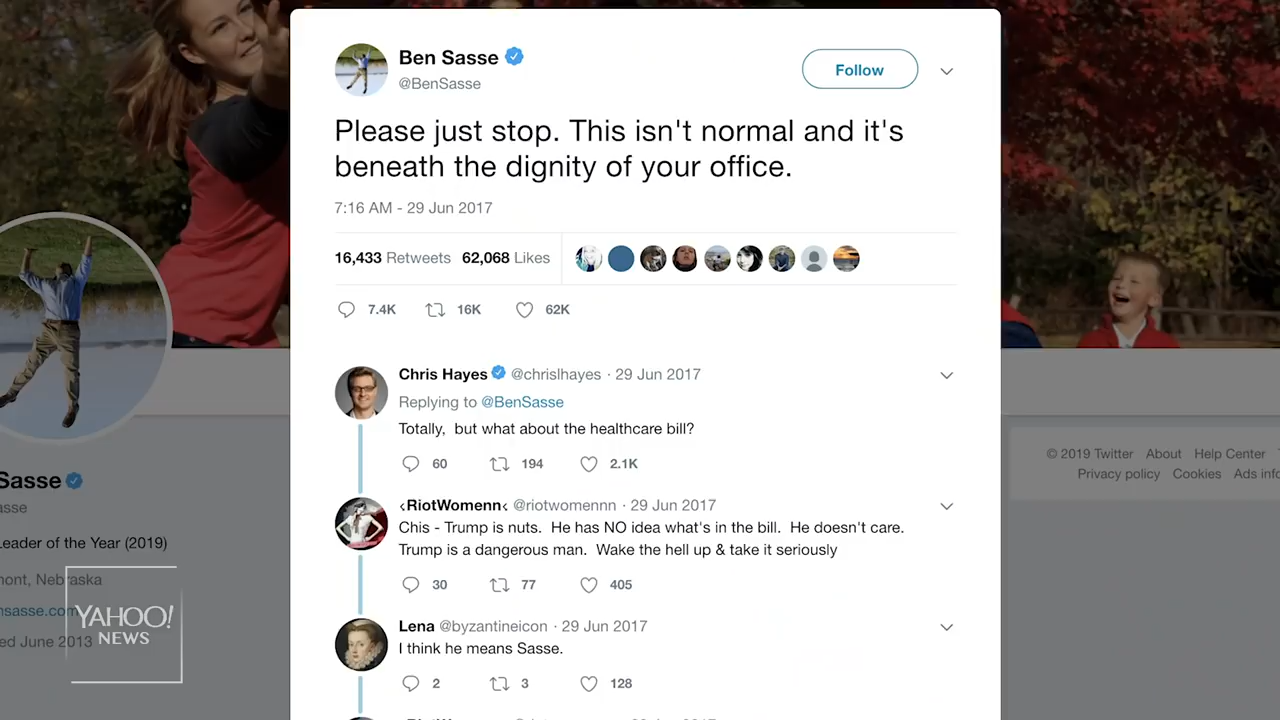 Ben Sasse
@BenSasse
Follow
Please just stop. This isn't normal and it's
beneath the dignity of your office.
7:16 AM - 29 Jun 2017
16,433 Retweets 62,068 Likes
7.4K 16K 62K
Chris Hayes @chrislhayes · 29 Jun 2017
Replying to @BenSasse
Totally, but what about the healthcare bill?
60 194 2.1K
‹RiotWomenn‹ @riotwomennn · 29 Jun 2017
Chis - Trump is nuts. He has NO idea what's in the bill. He doesn't care.
Trump is a dangerous man. Wake the hell up & take it seriously
30 77 405
Lena @byzantineicon · 29 Jun 2017
I think he means Sasse.
2 3 128
Sasse
asse
eader of the Year (2019)
mont, Nebraska
nsasse.com
ed June 2013
YAHOO!
NEWS
© 2019 Twitter About Help Center
Privacy policy Cookies Ads info